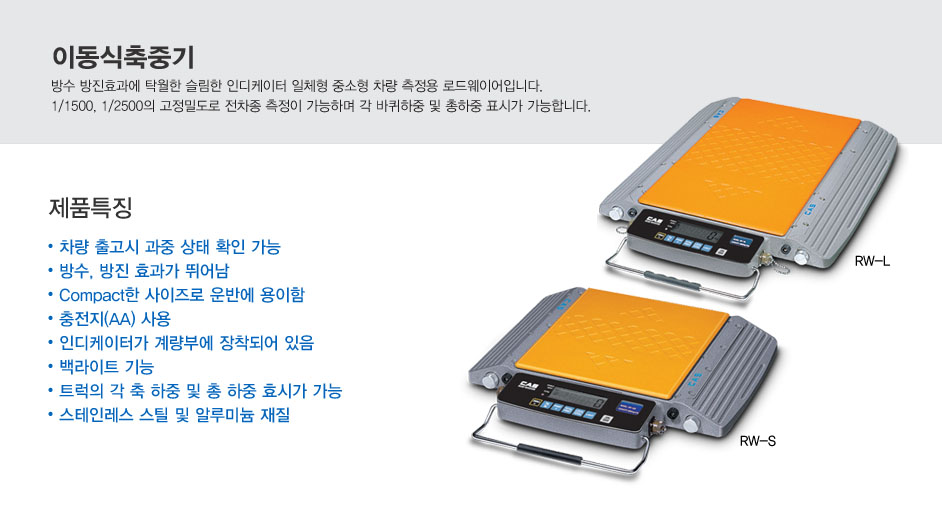 이동식축중기
방수 방진효과에 탁월한 슬림한 인디케이터 일체형 중소형 차량 측정용 로드웨이어입니다.
1/1500, 1/2500의 고정밀도로 전차종 측정이 가능하며 각 바퀴하중 및 총하중 표시가 가능합니다.
제품특징
• 차량 출고시 과중 상태 확인 가능
• 방수, 방진 효과가 뛰어남
• Compact한 사이즈로 운반에 용이함
• 충전지(AA) 사용
• 인디케이터가 계량부에 장착되어 있음
• 백라이트 기능
• 트럭의 각 축 하중 및 총 하중 효시가 가능
• 스테인레스 스틸 및 알루미늄 재질
CAS
CAS
CAS
0
RW-L
CAS
CAS
RW-S